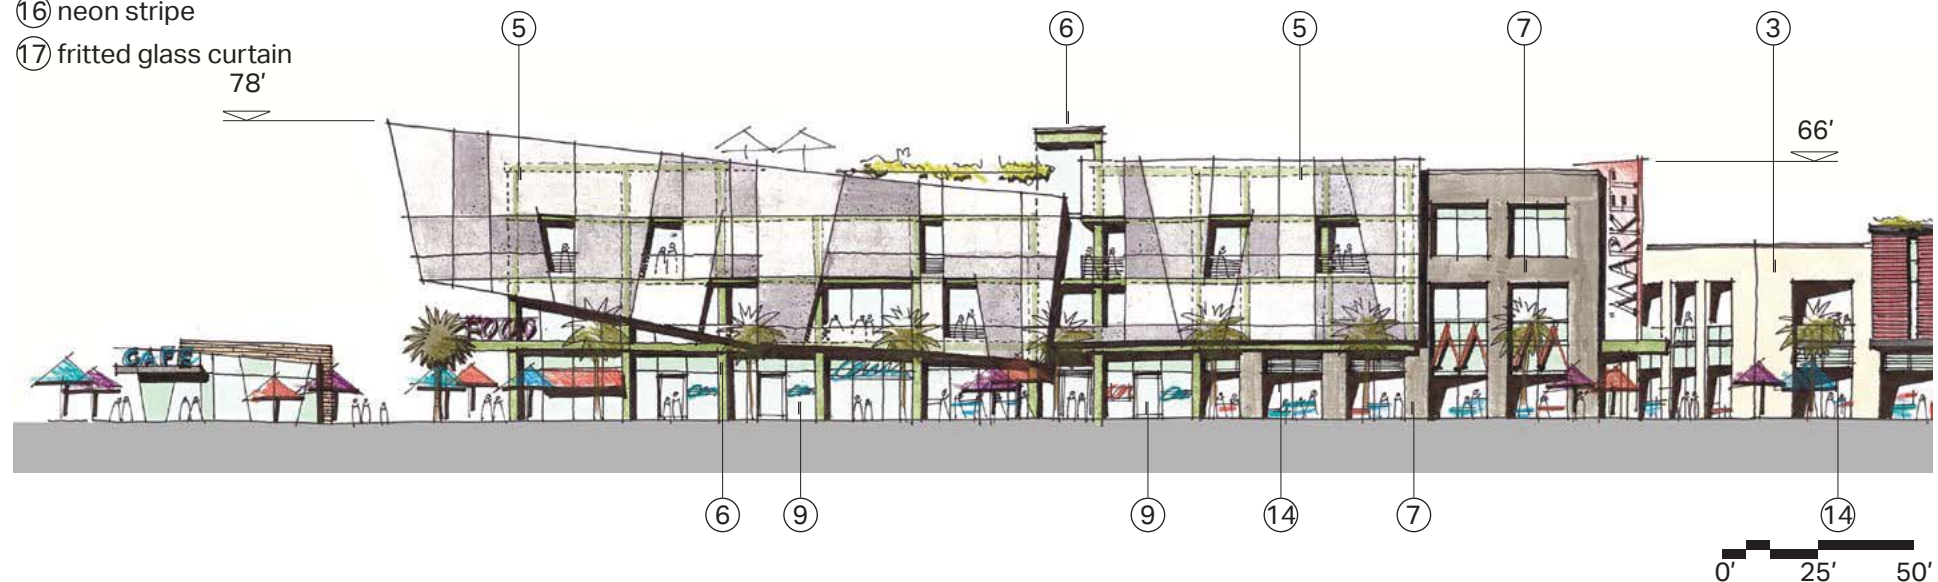 16 neon stripe
17 fritted glass curtain
5 6 5 7 3
78'
66'
MARKET
FOOD
CAFE
6 9 9 14 7 14
0' 25' 50'